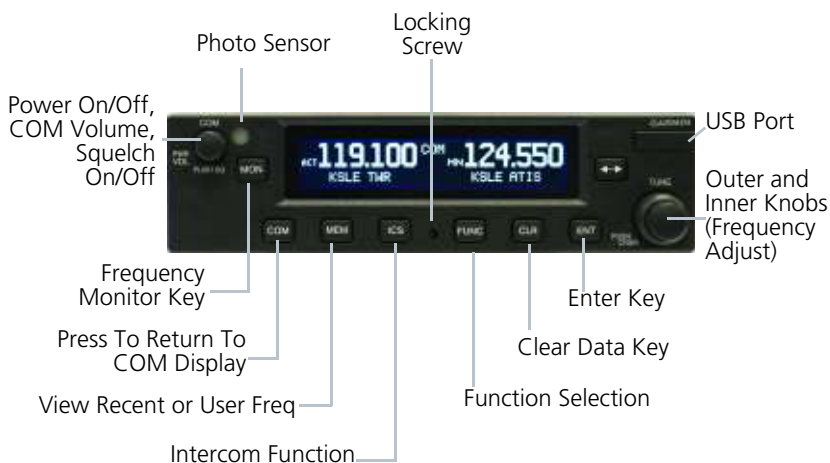 Locking
Screw
Photo Sensor
Power On/Off,
COM Volume,
Squelch
On/Off
COM
PWR
VOL
MON
ACT 119.100 COM MN 124.550
KSLE TWR KSLE ATIS
GARMIN
USB Port
TUNE
Outer and
Inner Knobs
(Frequency
Adjust)
COM MEM ICS FUNC CLR ENT
Frequency
Monitor Key
Enter Key
Press To Return To
COM Display
Clear Data Key
View Recent or User Freq
Function Selection
Intercom Function